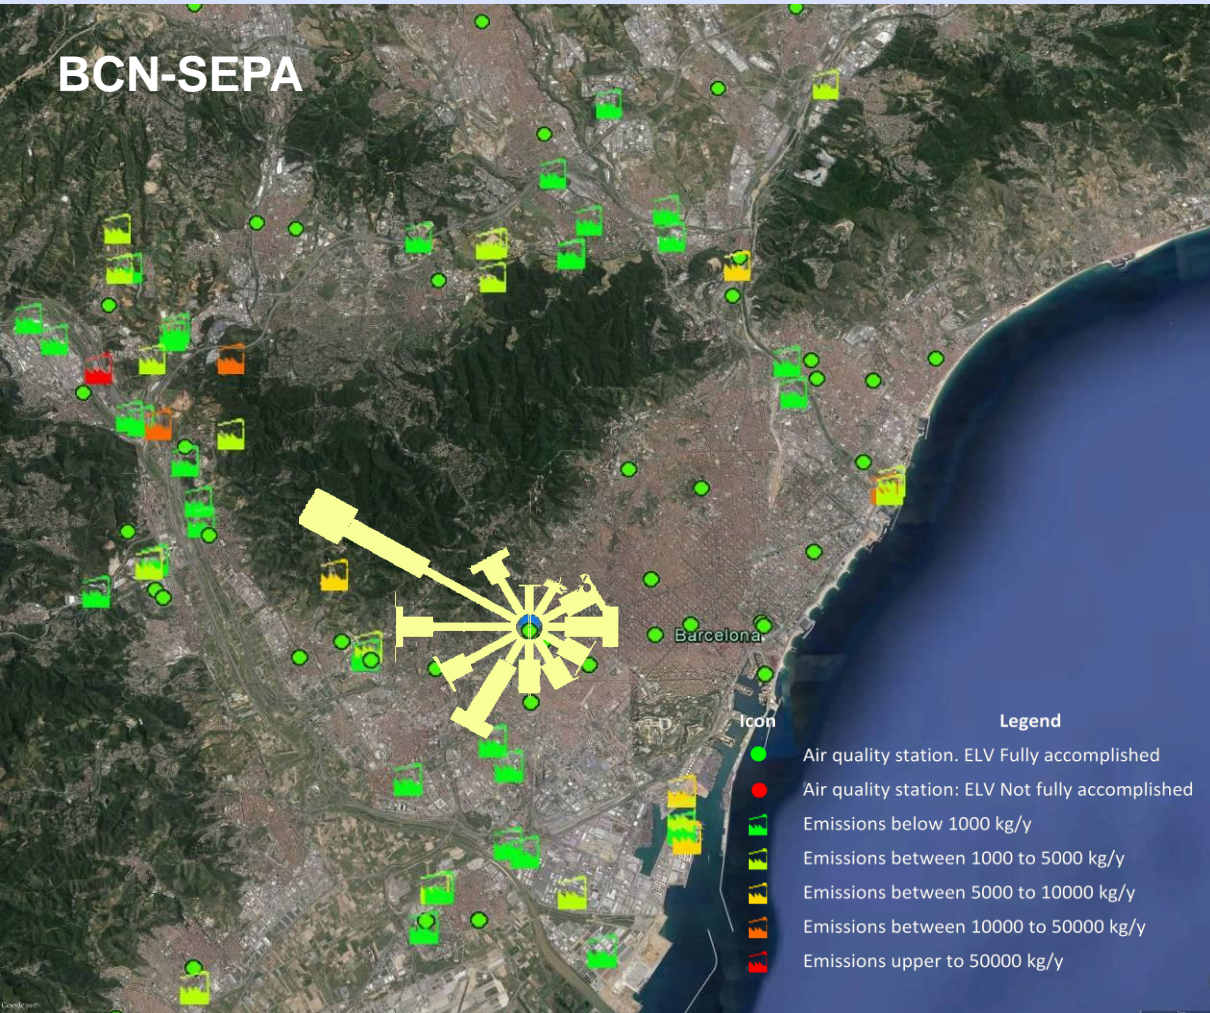 BCN-SEPA
Barcelona
Icon Legend
Air quality station. ELV Fully accomplished
Air quality station: ELV Not fully accomplished
Emissions below 1000 kg/y
Emissions between 1000 to 5000 kg/y
Emissions between 5000 to 10000 kg/y
Emissions between 10000 to 50000 kg/y
Emissions upper to 50000 kg/y
Google earth